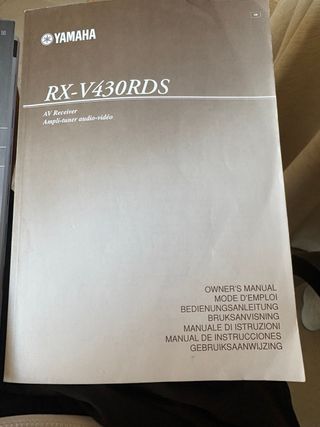 YAMAHA
RX-V430RDS
AV Receiver
Ampli-tuner audio-vidéo
OWNER'S MANUAL
MODE D'EMPLOI
BEDIENUNGSANLEITUNG
BRUKSANVISNING
MANUALE DI ISTRUZIONI
MANUAL DE INSTRUCCIONES
GEBRUIKSAANWIJZING